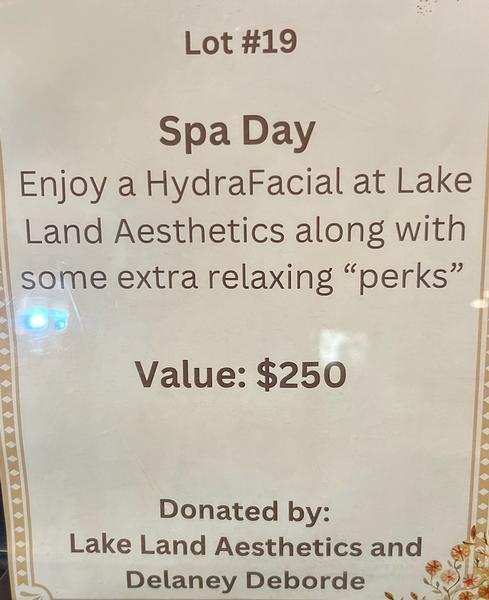 Lot #19
Spa Day
Enjoy a HydraFacial at Lake
Land Aesthetics along with
some extra relaxing “perks”
Value: $250
Donated by:
Lake Land Aesthetics and
Delaney Deborde